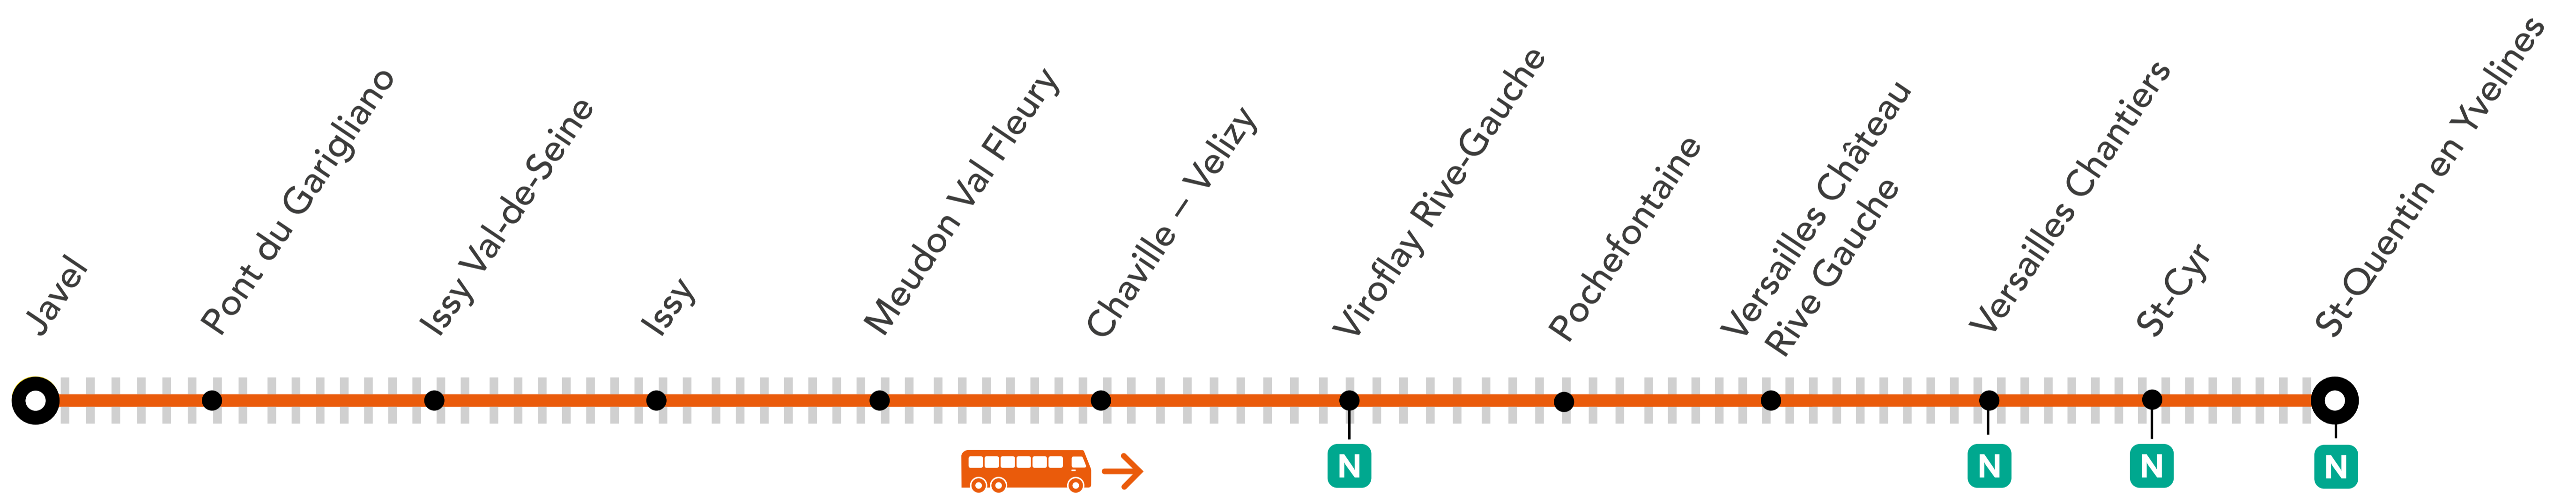 Javel
Pont du Garigliano
Issy Val-de-Seine
Issy
Meudon Val Fleury
Chaville – Velizy
Viroflay Rive-Gauche
Pochefontaine
Versailles Château
Rive Gauche
Versailles Chantiers
St-Cyr
St-Quentin en Yvelines
N
N
N
N